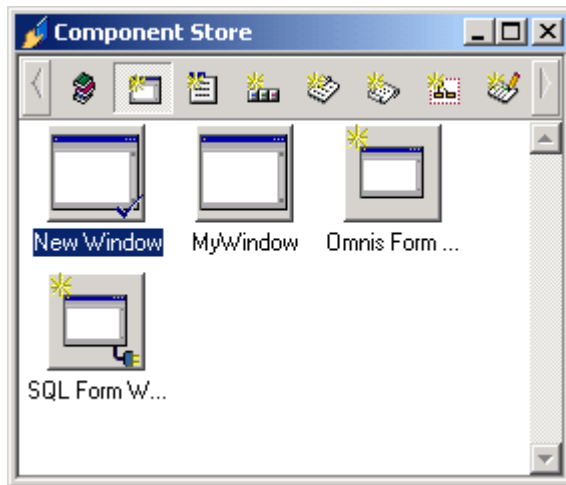 Component Store
New Window
MyWindow
Omnis Form ...
SQL Form W...